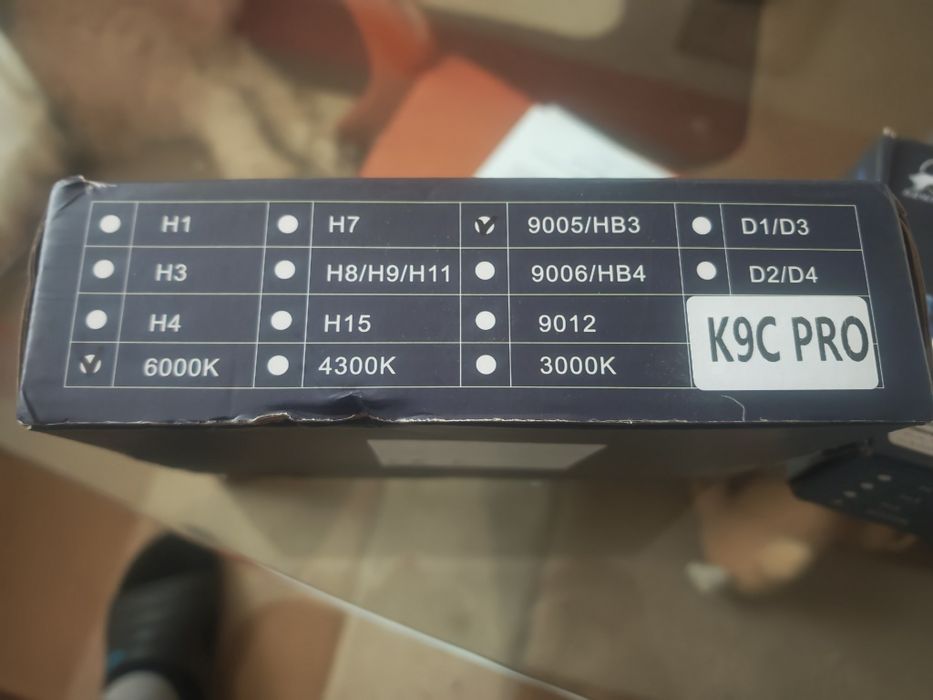 H1 H7 9005/HB3 D1/D3
H3 H8/H9/H11 9006/HB4 D2/D4
H4 H15 9012
6000K 4300K 3000K
K9C PRO